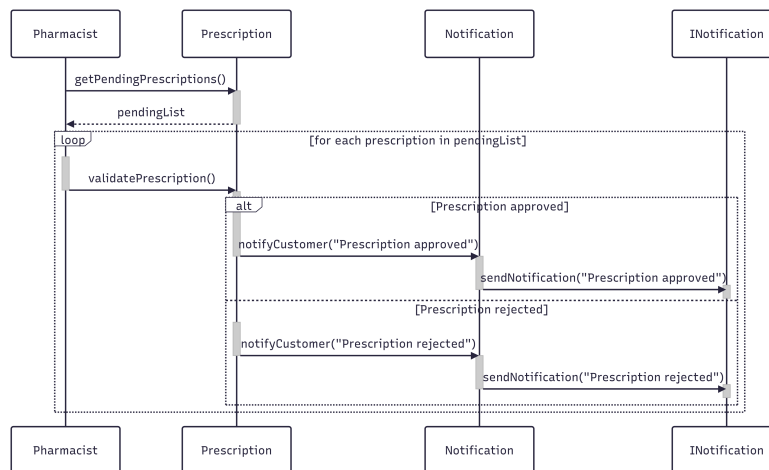 Pharmacist
Prescription
Notification
INotification
getPendingPrescriptions()
pendingList
loop
[for each prescription in pendingList]
validatePrescription()
alt
[Prescription approved]
notifyCustomer("Prescription approved")
sendNotification("Prescription approved")
[Prescription rejected]
notifyCustomer("Prescription rejected")
sendNotification("Prescription rejected")
Pharmacist
Prescription
Notification
INotification